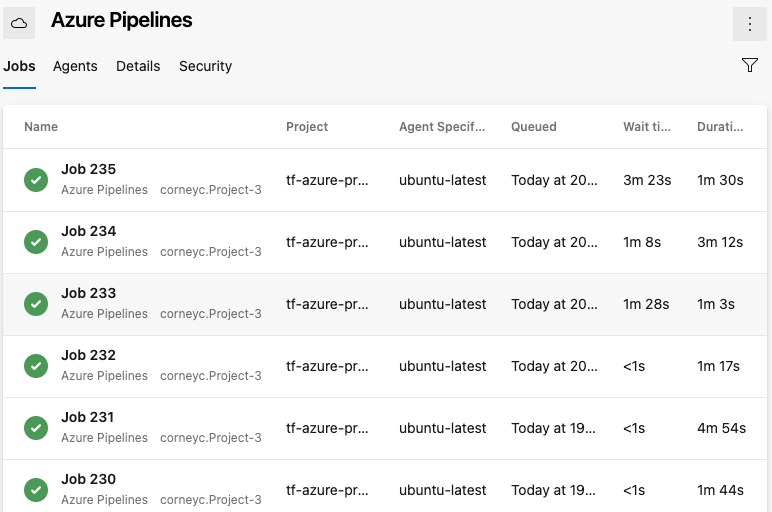 Azure Pipelines
Jobs Agents Details Security
Name Project Agent Specif... Queued Wait ti... Durati...
Job 235
Azure Pipelines corneyc.Project-3 tf-azure-pr... ubuntu-latest Today at 20... 3m 23s 1m 30s
Job 234
Azure Pipelines corneyc.Project-3 tf-azure-pr... ubuntu-latest Today at 20... 1m 8s 3m 12s
Job 233
Azure Pipelines corneyc.Project-3 tf-azure-pr... ubuntu-latest Today at 20... 1m 28s 1m 3s
Job 232
Azure Pipelines corneyc.Project-3 tf-azure-pr... ubuntu-latest Today at 20... <1s 1m 17s
Job 231
Azure Pipelines corneyc.Project-3 tf-azure-pr... ubuntu-latest Today at 19... <1s 4m 54s
Job 230
Azure Pipelines corneyc.Project-3 tf-azure-pr... ubuntu-latest Today at 19... <1s 1m 44s